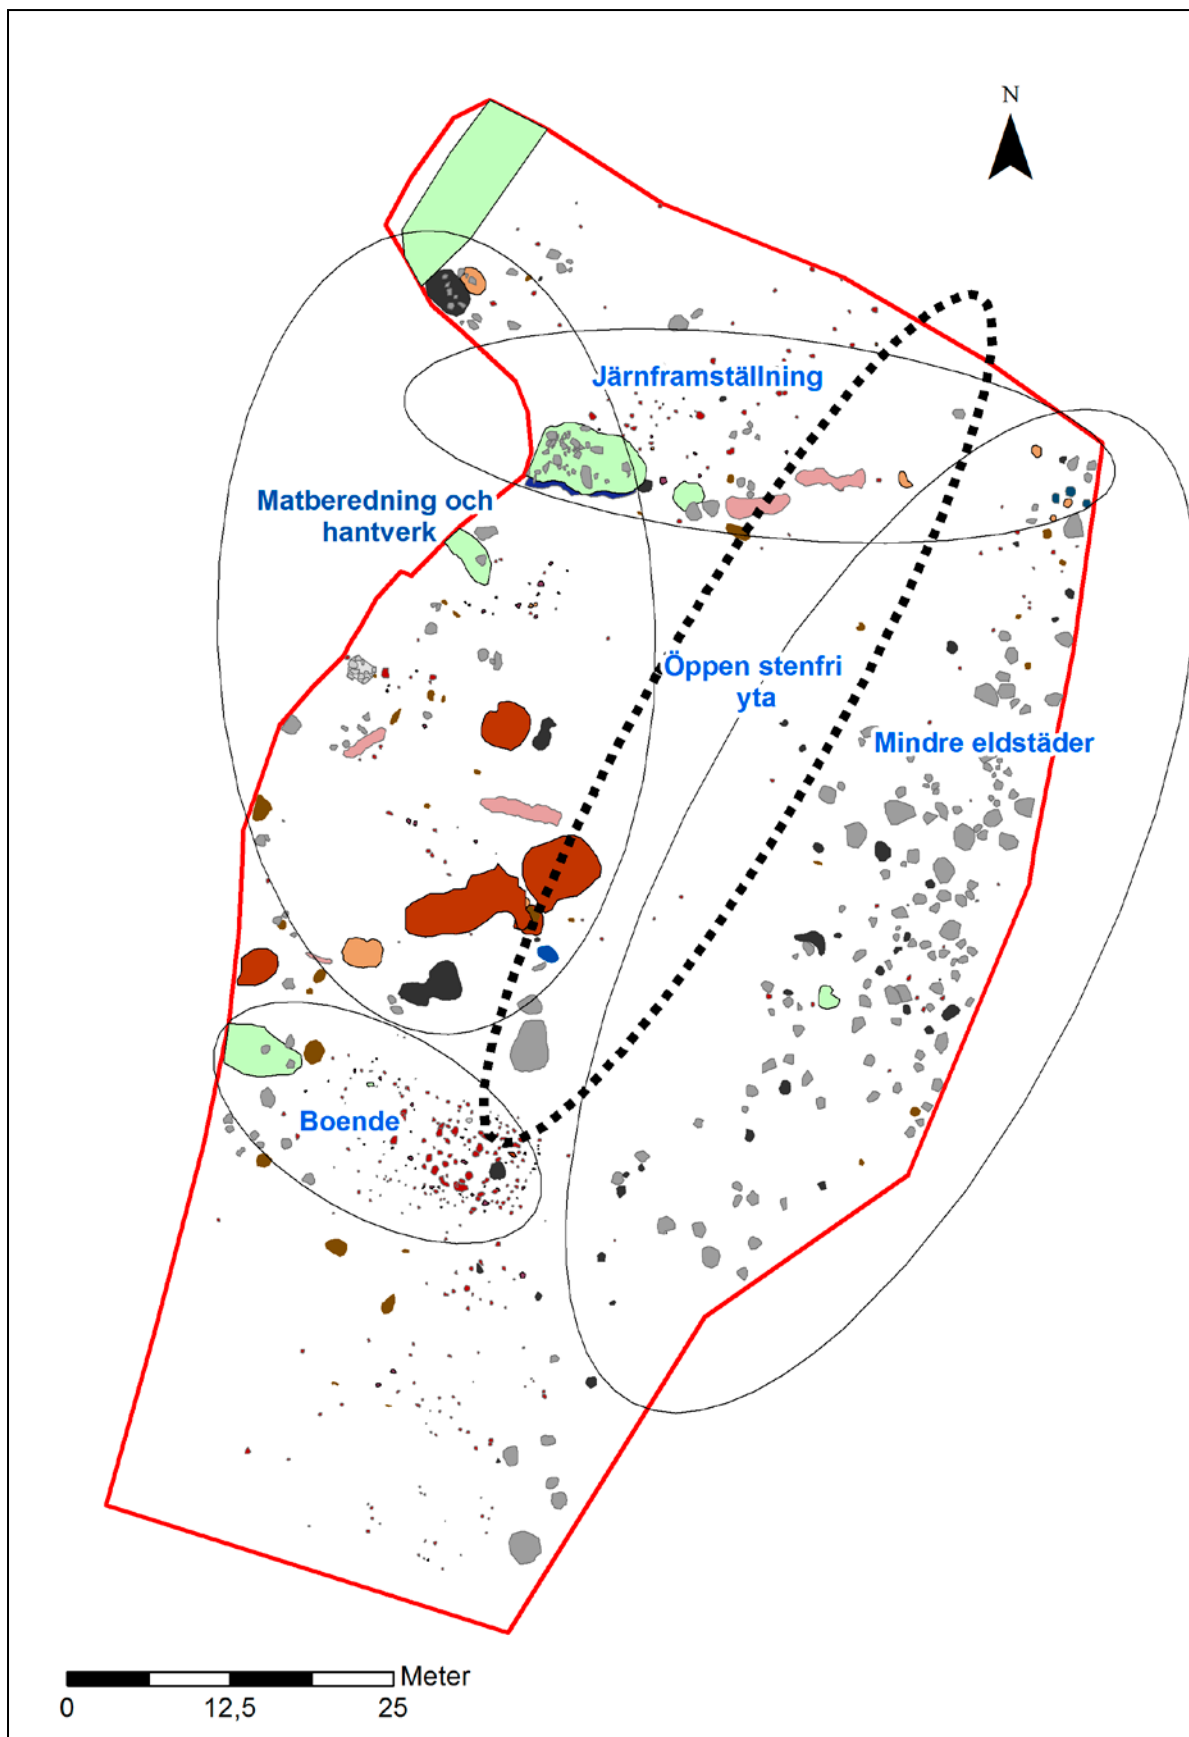 N
Järnframställning
Matberedning och
hantverk
Öppen stenfri
yta
Mindre eldstäder
Boende
Meter
0 12,5 25